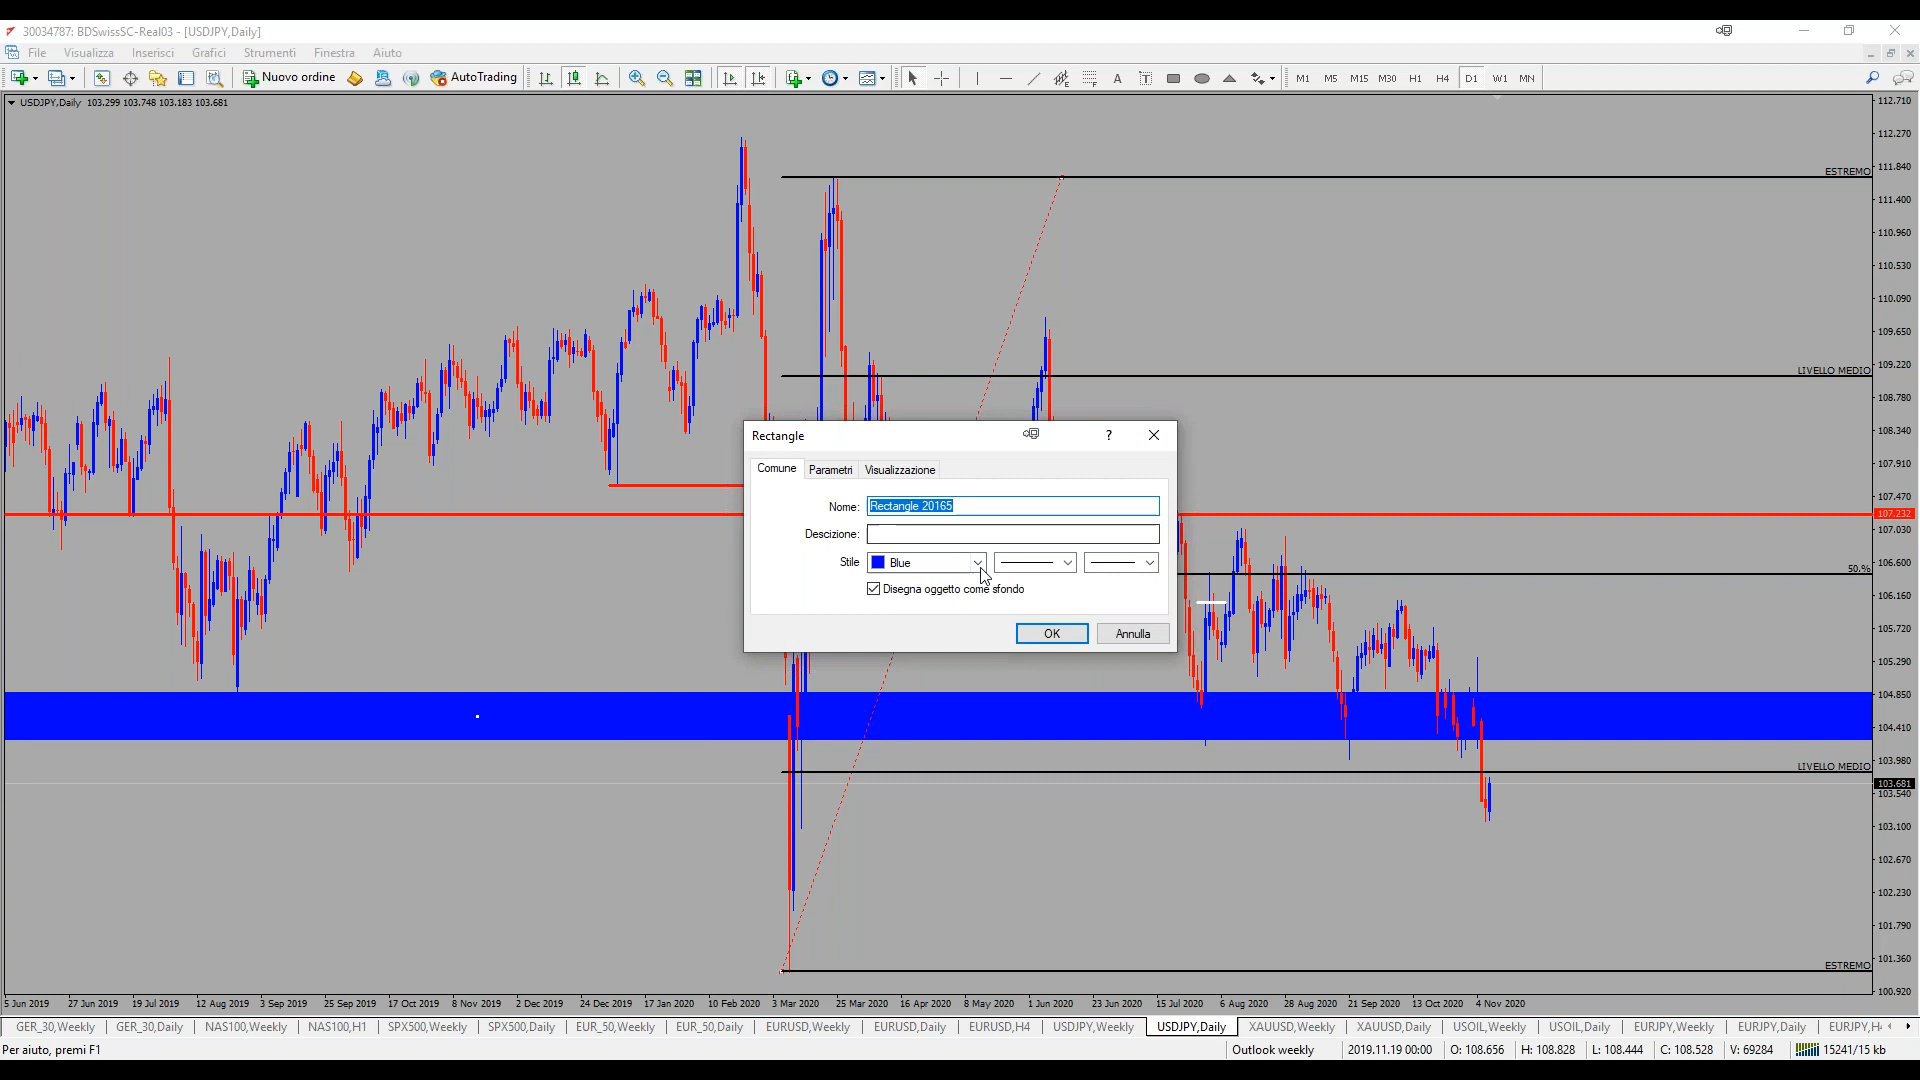 30034787: BDSwissSC-Real03 - [USDJPY,Daily]
File Visualizza Inserisci Grafici Strumenti Finestra Aiuto
Nuovo ordine AutoTrading A T M1 M5 M15 M30 H1 H4 D1 W1 MN
USDJPY,Daily 103.299 103.748 103.183 103.681
112.710
112.270
111.840
ESTREMO
111.400
110.960
110.530
110.090
109.650
109.220
LIVELLO MEDIO
108.780
108.340
107.910
107.470
107.232
107.030
106.600
50.%
106.160
105.720
105.290
104.850
104.410
103.980
LIVELLO MEDIO
103.681
103.540
103.100
102.670
102.230
101.790
101.360
ESTREMO
100.920
Rectangle ?
Comune Parametri Visualizzazione
Nome: Rectangle 20165
Descizione:
Stile Blue
Disegna oggetto come sfondo
OK Annulla
5 Jun 2019 27 Jun 2019 19 Jul 2019 12 Aug 2019 3 Sep 2019 25 Sep 2019 17 Oct 2019 8 Nov 2019 2 Dec 2019 24 Dec 2019 17 Jan 2020 10 Feb 2020 3 Mar 2020 25 Mar 2020 16 Apr 2020 8 May 2020 1 Jun 2020 23 Jun 2020 15 Jul 2020 6 Aug 2020 28 Aug 2020 21 Sep 2020 13 Oct 2020 4 Nov 2020
GER_30,Weekly GER_30,Daily NAS100,Weekly NAS100,H1 SPX500,Weekly SPX500,Daily EUR_50,Weekly EUR_50,Daily EURUSD,Weekly EURUSD,Daily EURUSD,H4 USDJPY,Weekly USDJPY,Daily XAUUSD,Weekly XAUUSD,Daily USOIL,Weekly USOIL,Daily EURJPY,Weekly EURJPY,Daily EURJPY,H
Per aiuto, premi F1 Outlook weekly 2019.11.19 00:00 O: 108.656 H: 108.828 L: 108.444 C: 108.528 V: 69284 15241/15 kb